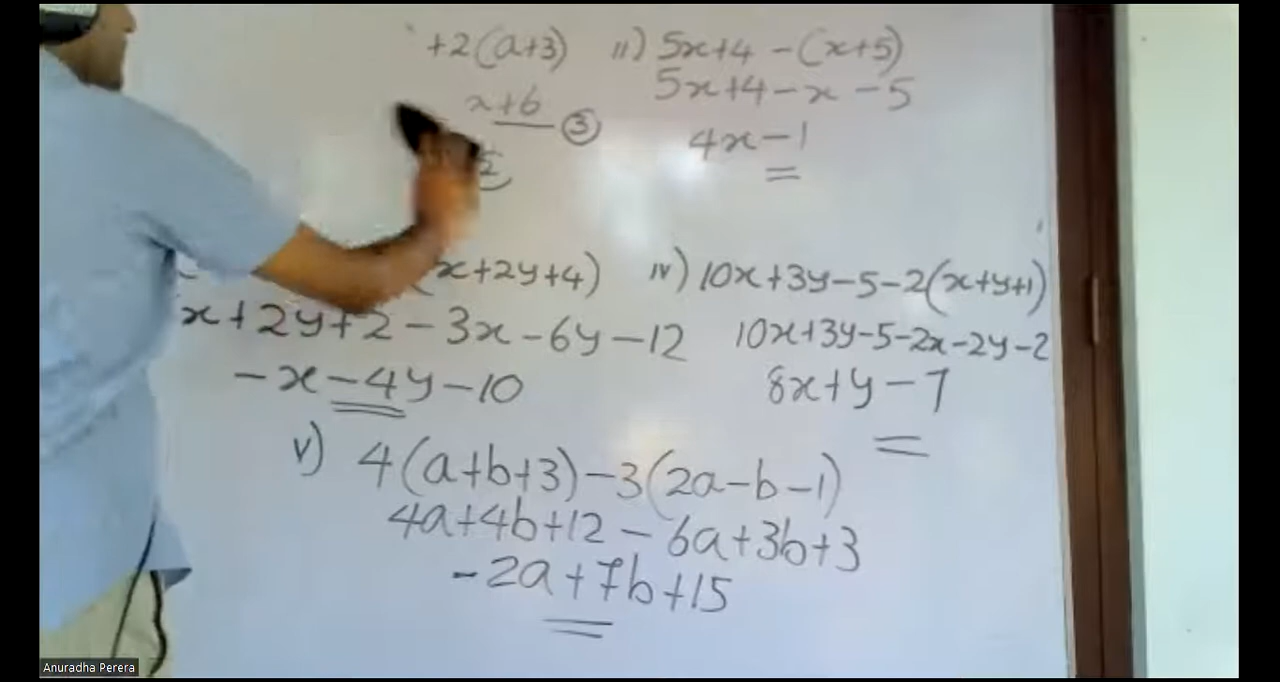 +2(a+3)
x+6
③
5
ii) 5x+4 -(x+5)
5x+4-x-5
4x-1
(x+2y+4)
x+2y+2-3x-6y-12
-x-4y-10
iv) 10x+3y-5-2(x+y+1)
10x+3y-5-2x-2y-2
8x+y-7
v) 4(a+b+3)-3(2a-b-1)
4a+4b+12-6a+3b+3
-2a+7b+15
Anuradha Perera